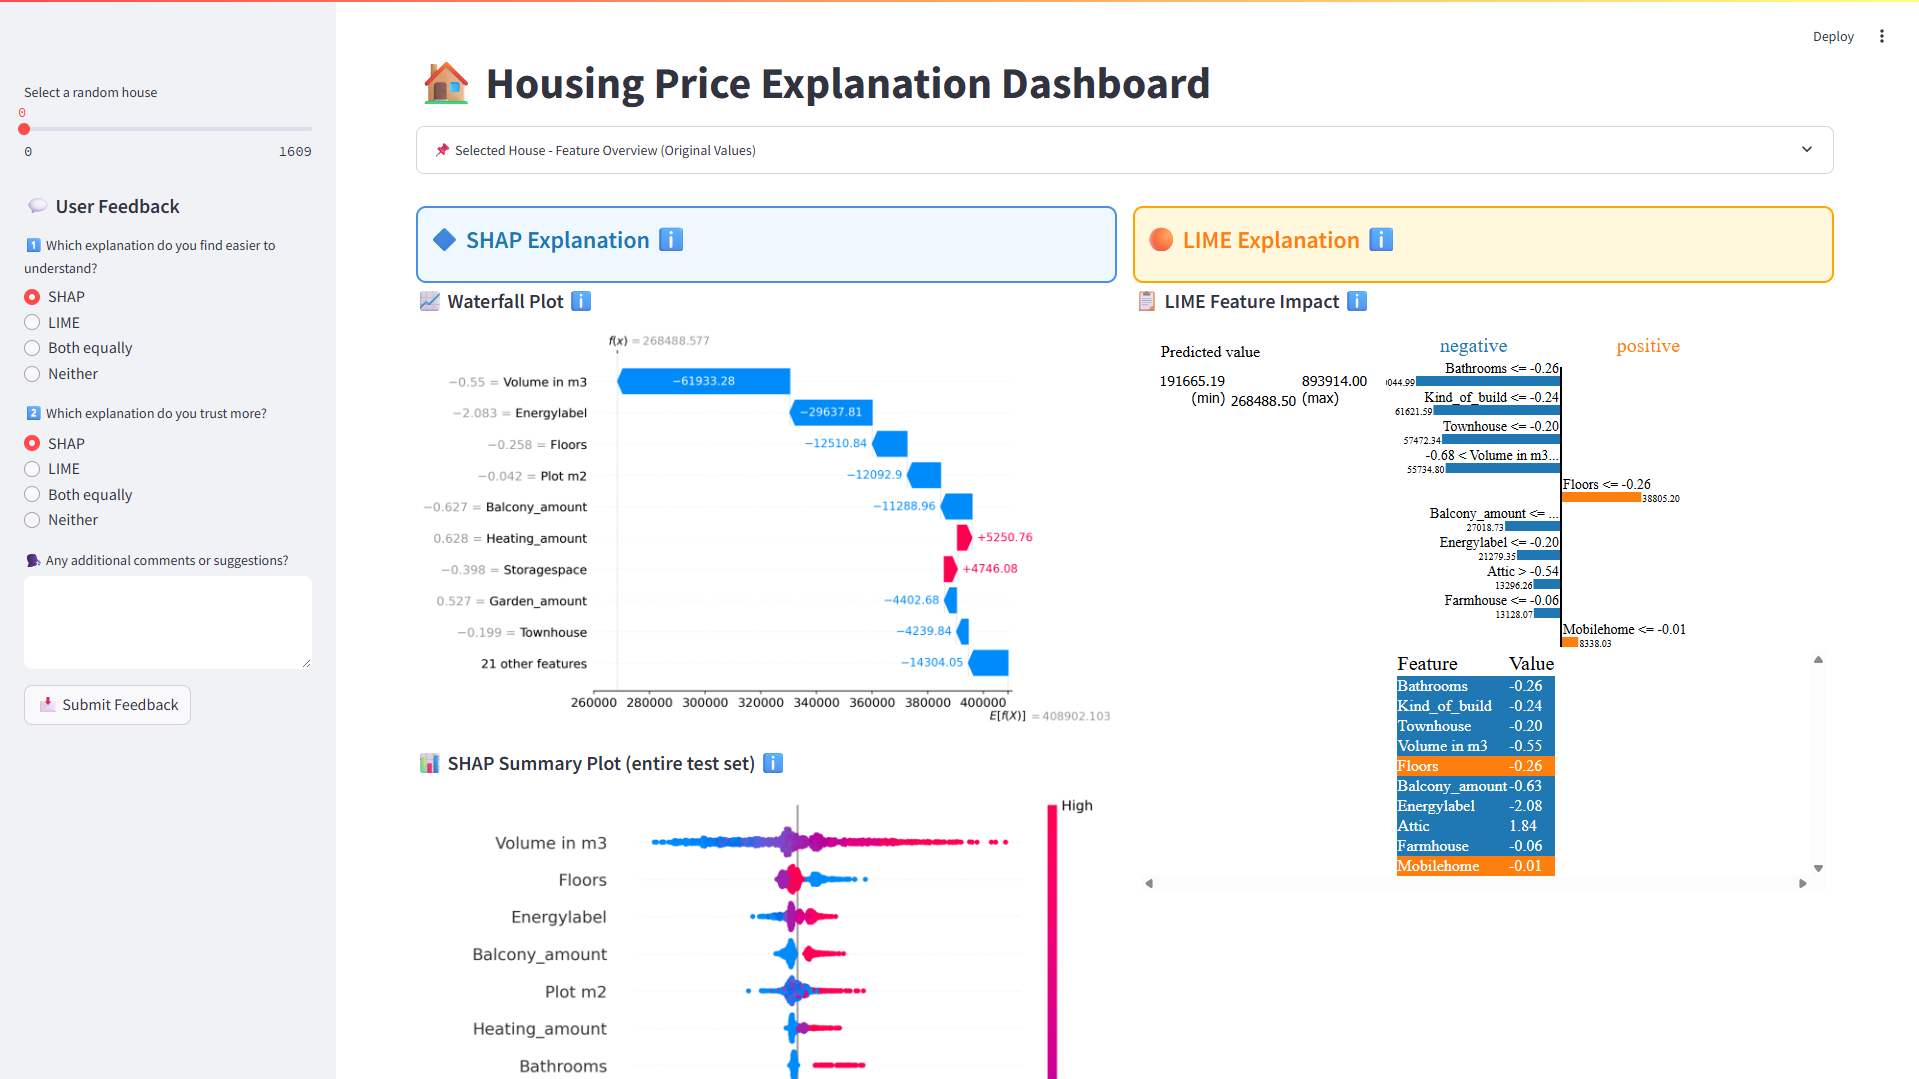 Deploy
Select a random house
0
0 1609
User Feedback
1 Which explanation do you find easier to
understand?
SHAP
LIME
Both equally
Neither
2 Which explanation do you trust more?
SHAP
LIME
Both equally
Neither
Any additional comments or suggestions?
Submit Feedback
Housing Price Explanation Dashboard
Selected House - Feature Overview (Original Values)
SHAP Explanation i
Waterfall Plot i
f(x) = 268488.577
−0.55 = Volume in m3 −61933.28
−2.083 = Energylabel −29637.81
−0.258 = Floors −12510.84
−0.042 = Plot m2 −12092.9
−0.627 = Balcony_amount −11288.96
0.628 = Heating_amount +5250.76
−0.398 = Storagespace +4746.08
0.527 = Garden_amount −4402.68
−0.199 = Townhouse −4239.84
21 other features −14304.05
260000 280000 300000 320000 340000 360000 380000 400000
E[f(X)] = 408902.103
SHAP Summary Plot (entire test set) i
High
Volume in m3
Floors
Energylabel
Balcony_amount
Plot m2
Heating_amount
Bathrooms
LIME Explanation i
LIME Feature Impact i
Predicted value
191665.19 893914.00
(min) 268488.50 (max)
negative positive
Bathrooms <= -0.26
044.99
Kind_of_build <= -0.24
61621.59
Townhouse <= -0.20
57472.34
-0.68 < Volume in m3...
55734.80
Floors <= -0.26
38805.20
Balcony_amount <= ...
27018.73
Energylabel <= -0.20
21279.35
Attic > -0.54
13296.26
Farmhouse <= -0.06
13128.07
Mobilehome <= -0.01
8338.03
Feature Value
Bathrooms -0.26
Kind_of_build -0.24
Townhouse -0.20
Volume in m3 -0.55
Floors -0.26
Balcony_amount -0.63
Energylabel -2.08
Attic 1.84
Farmhouse -0.06
Mobilehome -0.01